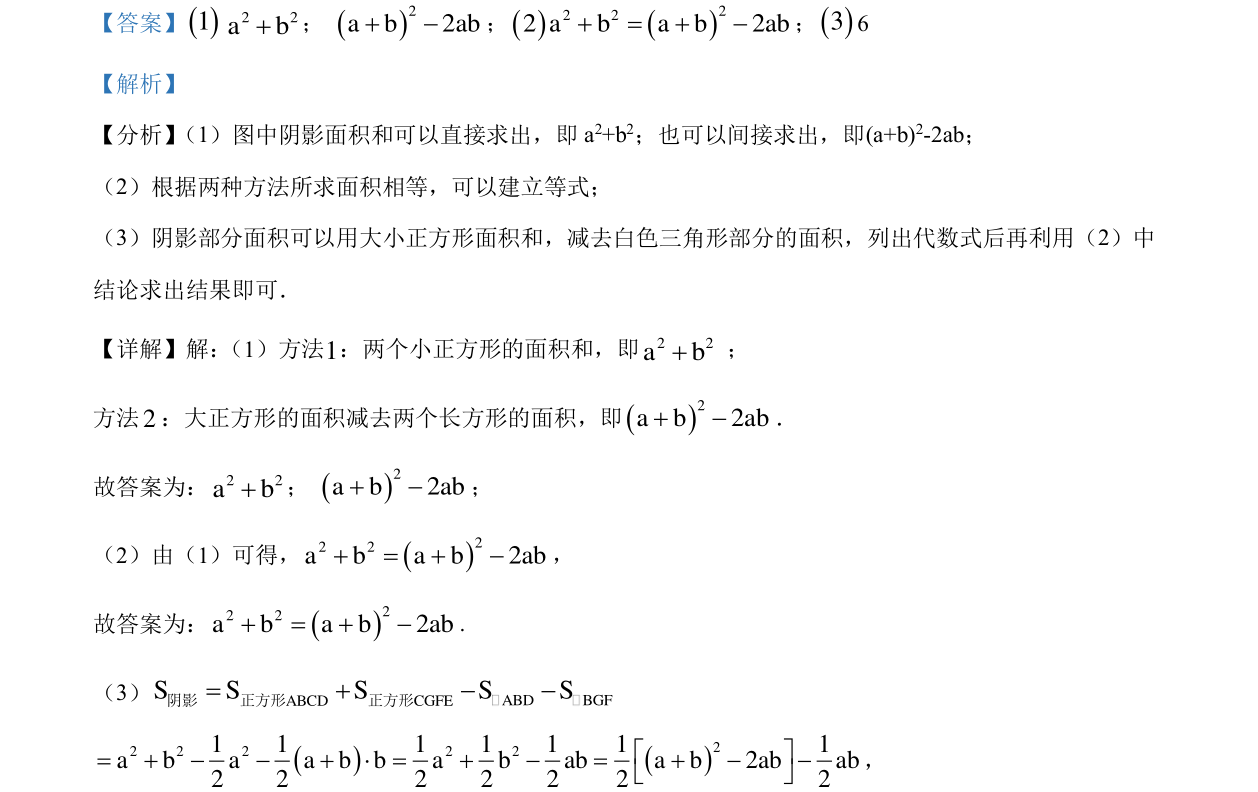 【答案】(1) a²+b²; (a+b)²−2ab; (2)a²+b²=(a+b)²−2ab; (3)6
【解析】
【分析】（1）图中阴影面积和可以直接求出，即 a²+b²；也可以间接求出，即(a+b)²-2ab；
（2）根据两种方法所求面积相等，可以建立等式；
（3）阴影部分面积可以用大小正方形面积和，减去白色三角形部分的面积，列出代数式后再利用（2）中
结论求出结果即可．
【详解】解：（1）方法1：两个小正方形的面积和，即 a²+b² ；
方法2：大正方形的面积减去两个长方形的面积，即(a+b)²−2ab．
故答案为：a²+b²； (a+b)²−2ab；
（2）由（1）可得，a²+b²=(a+b)²−2ab，
故答案为：a²+b²=(a+b)²−2ab.
（3）S阴影=S正方形ABCD+S正方形CGFE−S□ABD−S□BGF
=a²+b²−1/2a²−1/2(a+b)·b=1/2a²+1/2b²−1/2ab=1/2[(a+b)²−2ab]−1/2ab，